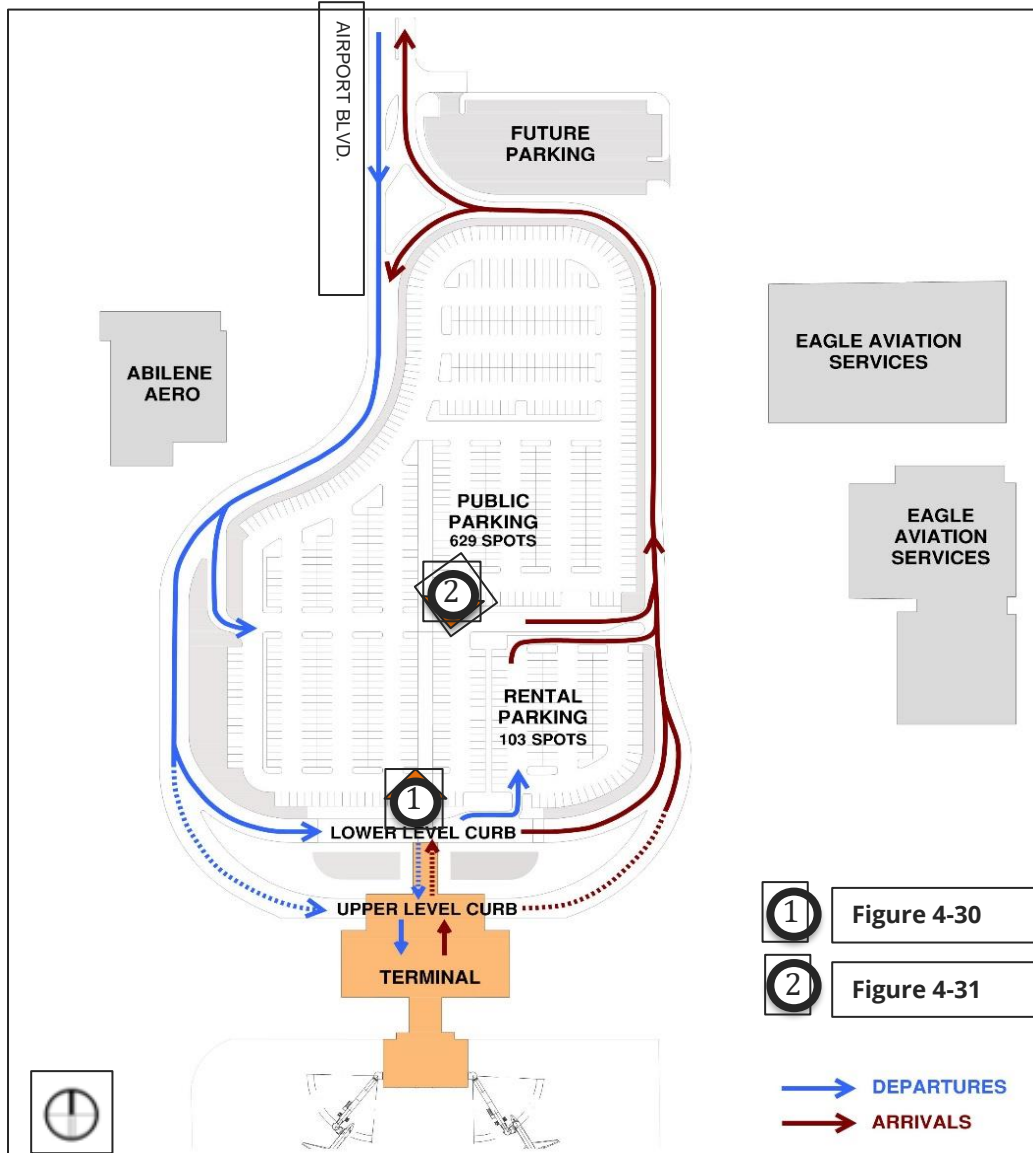 AIRPORT BLVD.
FUTURE
PARKING
ABILENE
AERO
EAGLE AVIATION
SERVICES
EAGLE
AVIATION
SERVICES
PUBLIC
PARKING
629 SPOTS
2
RENTAL
PARKING
103 SPOTS
1
LOWER LEVEL CURB
UPPER LEVEL CURB
TERMINAL
1 Figure 4-30
2 Figure 4-31
DEPARTURES
ARRIVALS